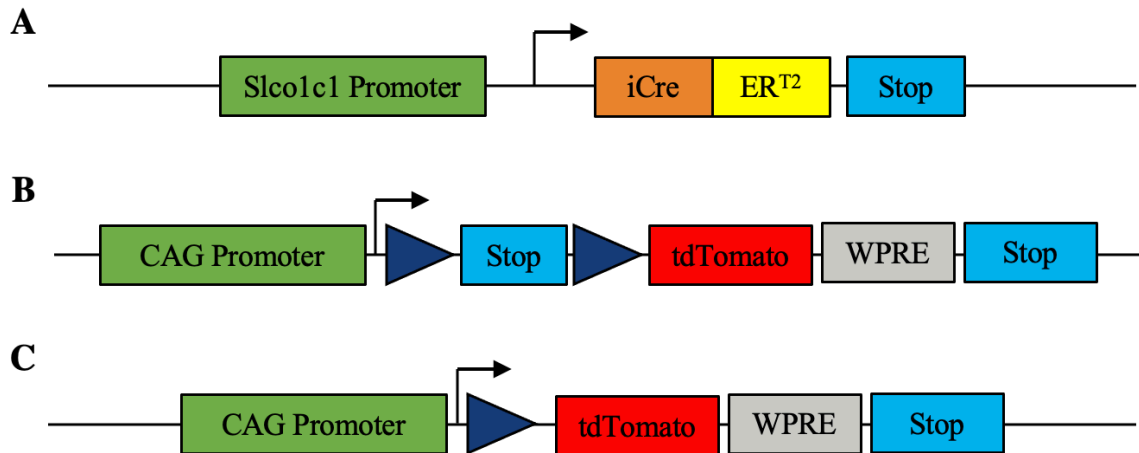 A
Slco1c1 Promoter iCre ER^T2 Stop
B
CAG Promoter Stop tdTomato WPRE Stop
C
CAG Promoter tdTomato WPRE Stop